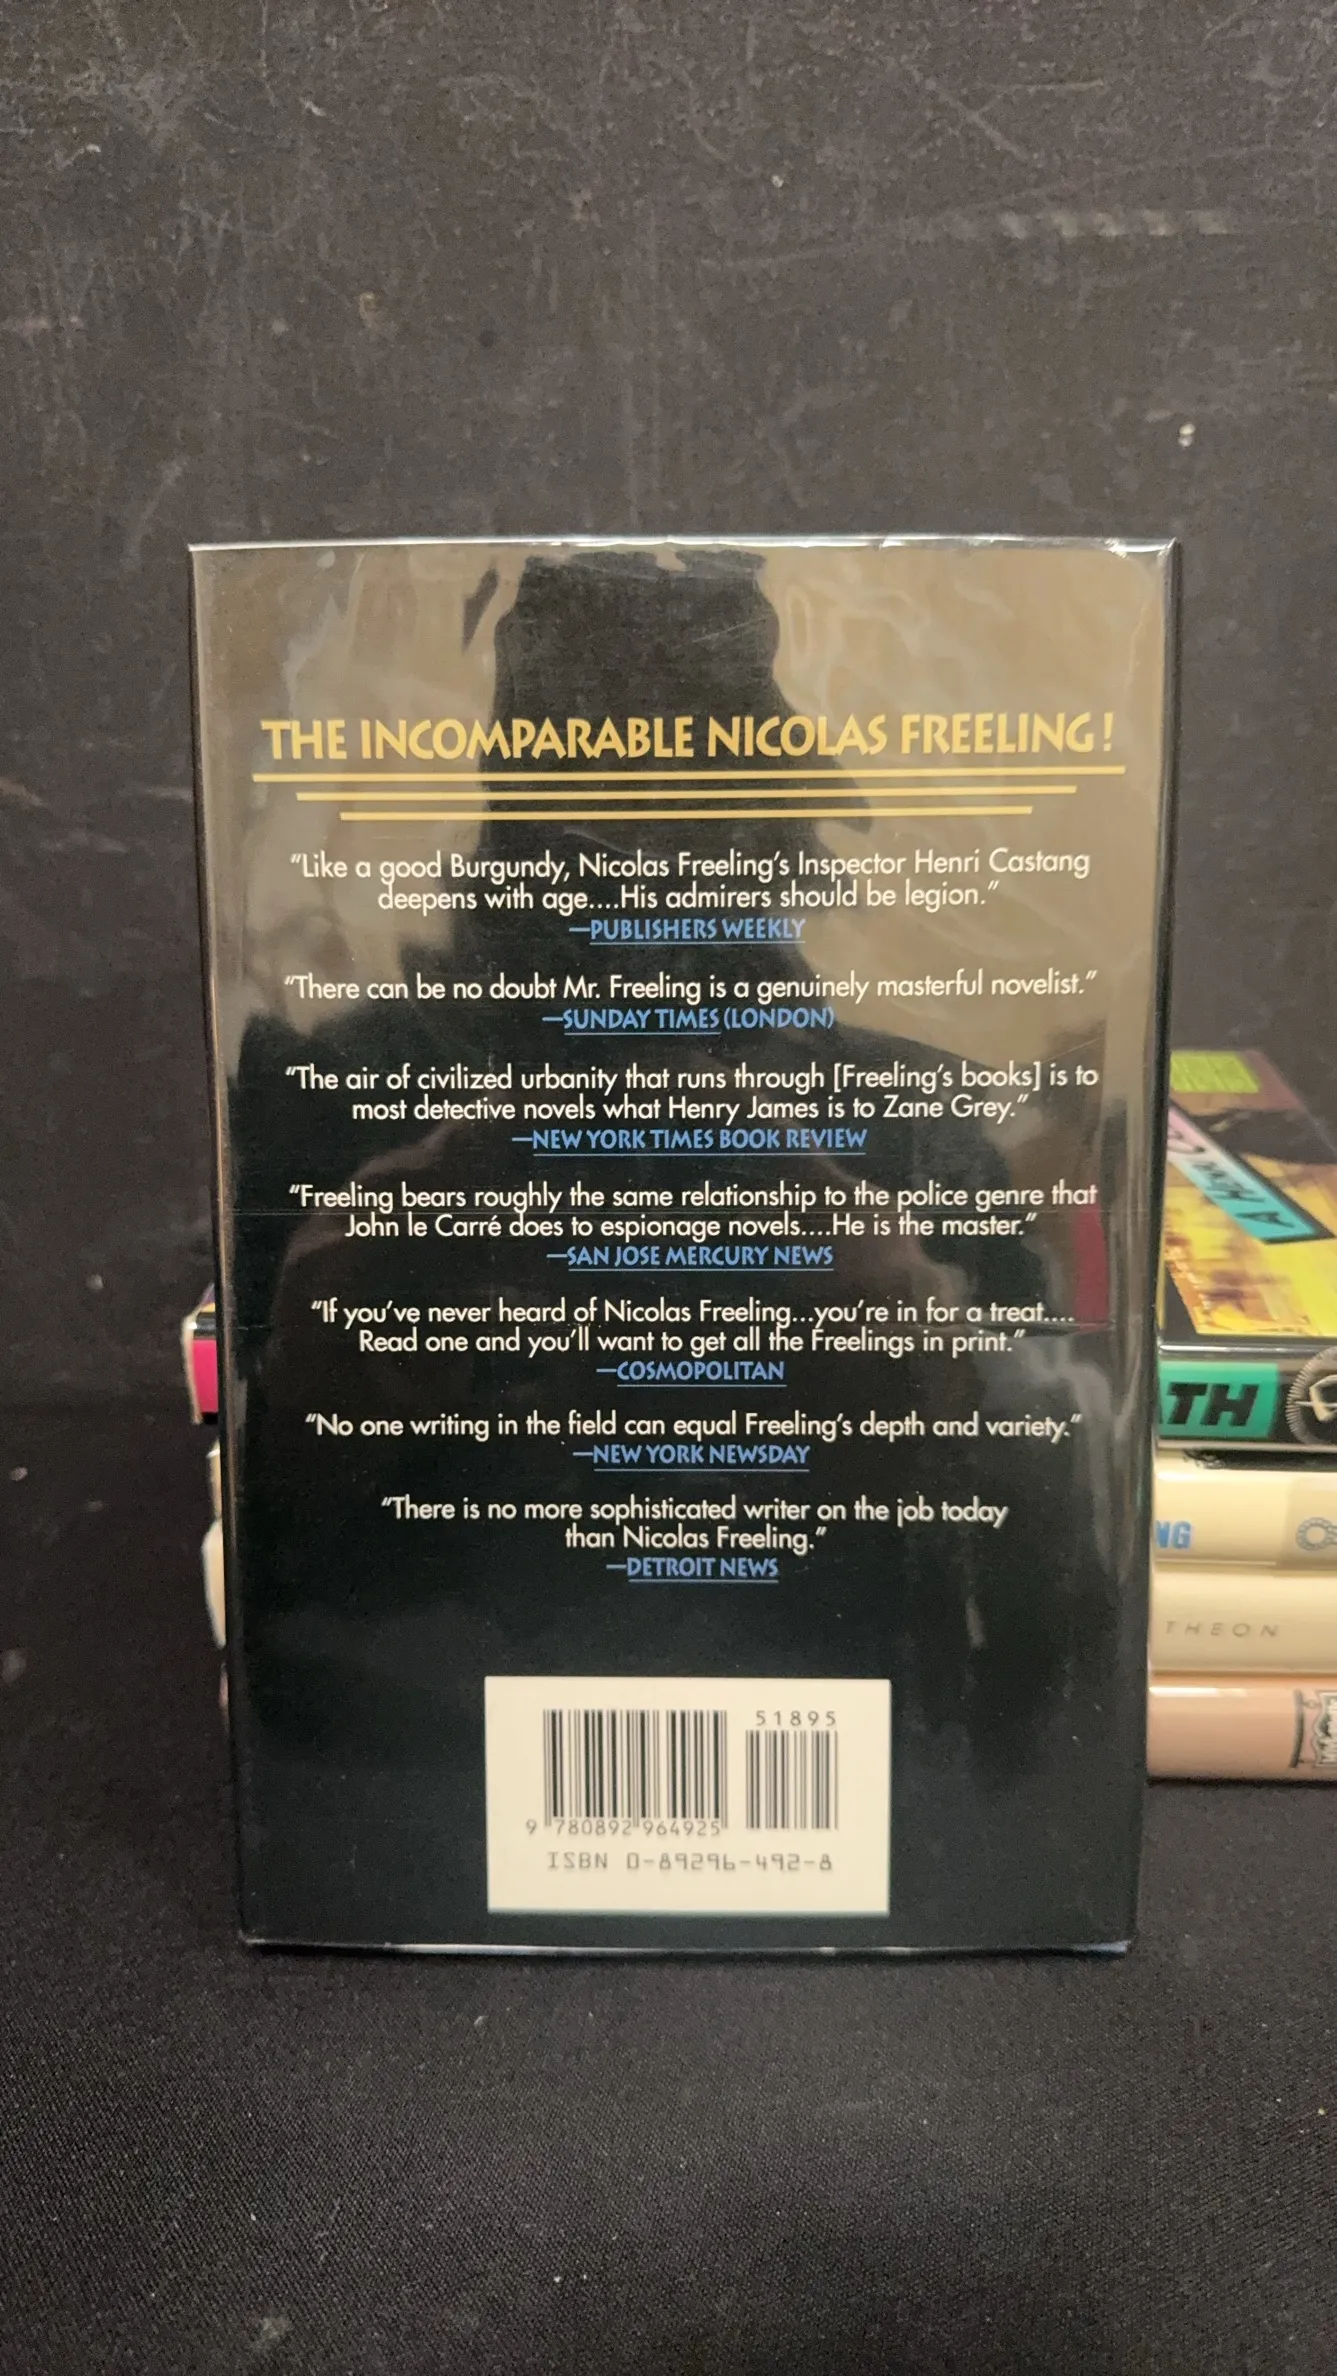 THE INCOMPARABLE NICOLAS FREELING!
"Like a good Burgundy, Nicolas Freeling's Inspector Henri Castang
deepens with age....His admirers should be legion."
—PUBLISHERS WEEKLY
"There can be no doubt Mr. Freeling is a genuinely masterful novelist."
—SUNDAY TIMES (LONDON)
"The air of civilized urbanity that runs through [Freeling's books] is to
most detective novels what Henry James is to Zane Grey."
—NEW YORK TIMES BOOK REVIEW
"Freeling bears roughly the same relationship to the police genre that
John le Carré does to espionage novels....He is the master."
—SAN JOSE MERCURY NEWS
"If you've never heard of Nicolas Freeling...you're in for a treat....
Read one and you'll want to get all the Freelings in print."
—COSMOPOLITAN
"No one writing in the field can equal Freeling's depth and variety."
—NEW YORK NEWSDAY
"There is no more sophisticated writer on the job today
than Nicolas Freeling."
—DETROIT NEWS
51895
9 780892 964925
ISBN 0-89296-492-8
ATH
NG
THEON